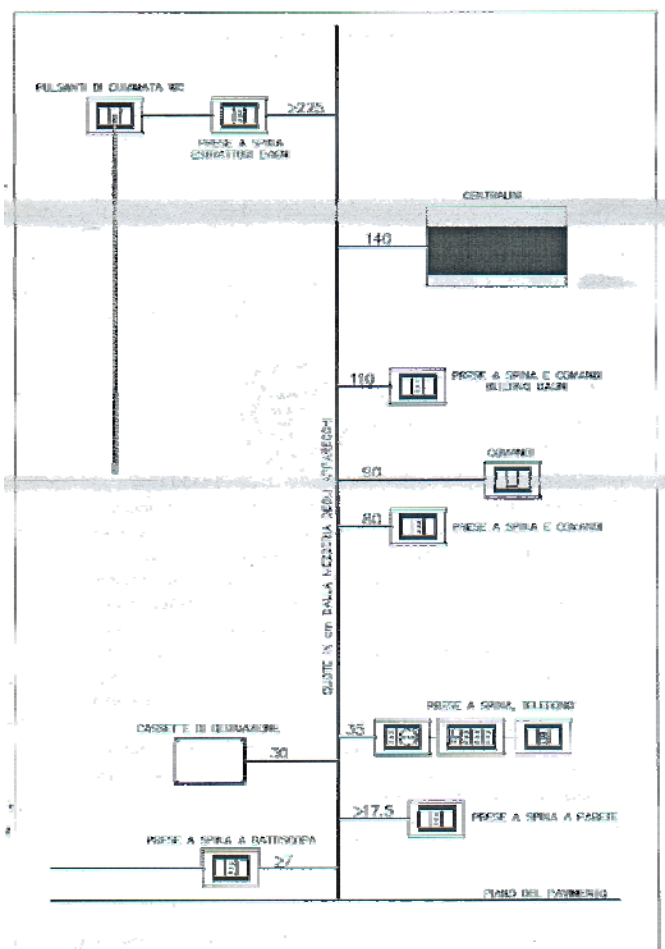 PULSANTI DI CHIAMATA WC
>225
PRESE A SPINA
ESTRATTORI BAGNI
CENTRALINI
140
110
PRESE A SPINA E COMANDI
BAGNI
COMANDI
90
80
PRESE A SPINA E COMANDI
QUOTE IN cm DALLA MEZZERIA DEGLI APPARECCHI
PRESE A SPINA, TELEFONO
35
CASSETTE DI DERIVAZIONE
30
>17.5
PRESE A SPINA A PARETE
PRESE A SPINA A BATTISCOPA
>7
PIANO DEL PAVIMENTO